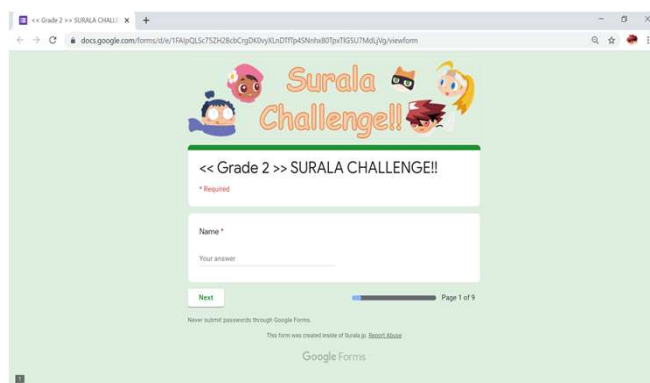 << Grade 2 >> SURALA CHALL
docs.google.com/forms/d/e/
Surala
Challenge!!
<< Grade 2 >> SURALA CHALLENGE!!
* Required
Name *
Your answer
Next
Page 1 of 9
Never submit passwords through Google Forms.
This form was created inside of Surala jp. Report Abuse
Google Forms